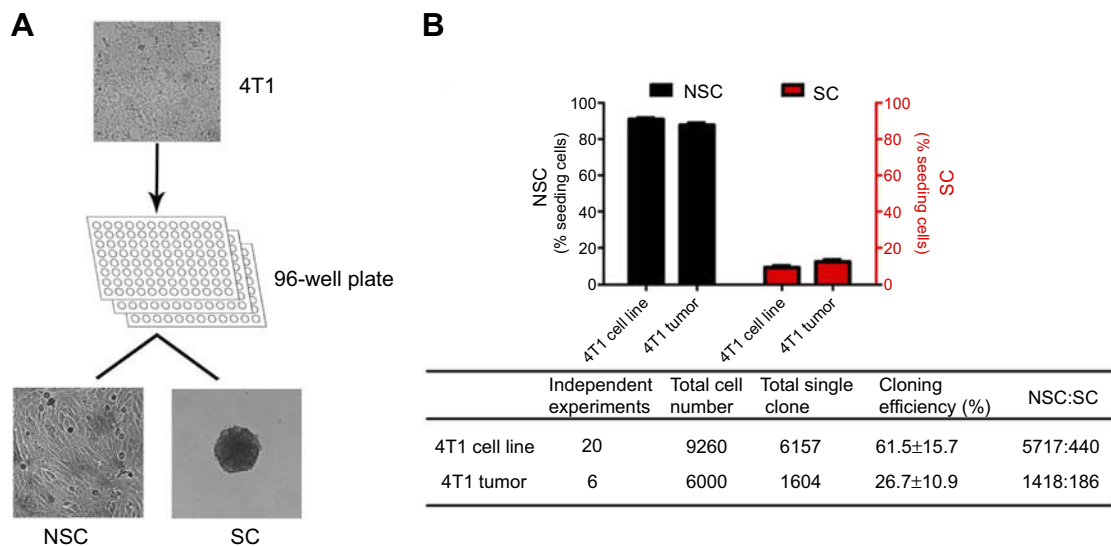 A
4T1
96-well plate
NSC
SC
B
NSC
SC
NSC
(% seeding cells)
100
80
60
40
20
0
100
80
60
40
20
0
SC
(% seeding cells)
4T1 cell line
4T1 tumor
4T1 cell line
4T1 tumor
Independent experiments
Total cell number
Total single clone
Cloning efficiency (%)
NSC:SC
4T1 cell line 20 9260 6157 61.5±15.7 5717:440
4T1 tumor 6 6000 1604 26.7±10.9 1418:186